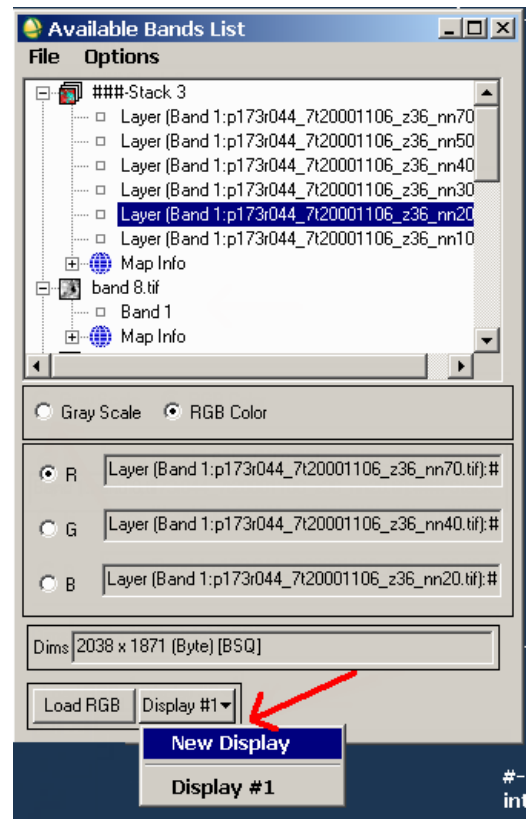 Available Bands List
File Options
###-Stack 3
Layer (Band 1:p173r044_7t20001106_z36_nn70
Layer (Band 1:p173r044_7t20001106_z36_nn50
Layer (Band 1:p173r044_7t20001106_z36_nn40
Layer (Band 1:p173r044_7t20001106_z36_nn30
Layer (Band 1:p173r044_7t20001106_z36_nn20
Layer (Band 1:p173r044_7t20001106_z36_nn10
Map Info
band 8.tif
Band 1
Map Info
Gray Scale RGB Color
R Layer (Band 1:p173r044_7t20001106_z36_nn70.tif):#
G Layer (Band 1:p173r044_7t20001106_z36_nn40.tif):#
B Layer (Band 1:p173r044_7t20001106_z36_nn20.tif):#
Dims 2038 x 1871 (Byte) [BSQ]
Load RGB Display #1
New Display
Display #1
#-
int